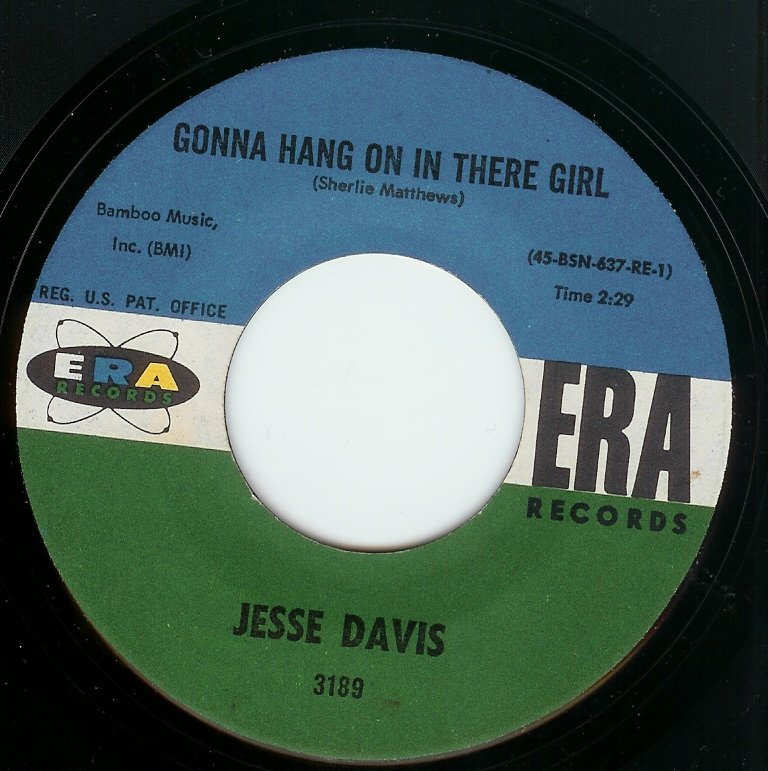 GONNA HANG ON IN THERE GIRL
(Sherlie Matthews)
Bamboo Music,
Inc. (BMI)
(45-BSN-637-RE-1)
Time 2:29
REG. U.S. PAT. OFFICE
ERA
RECORDS
ERA
RECORDS
JESSE DAVIS
3189